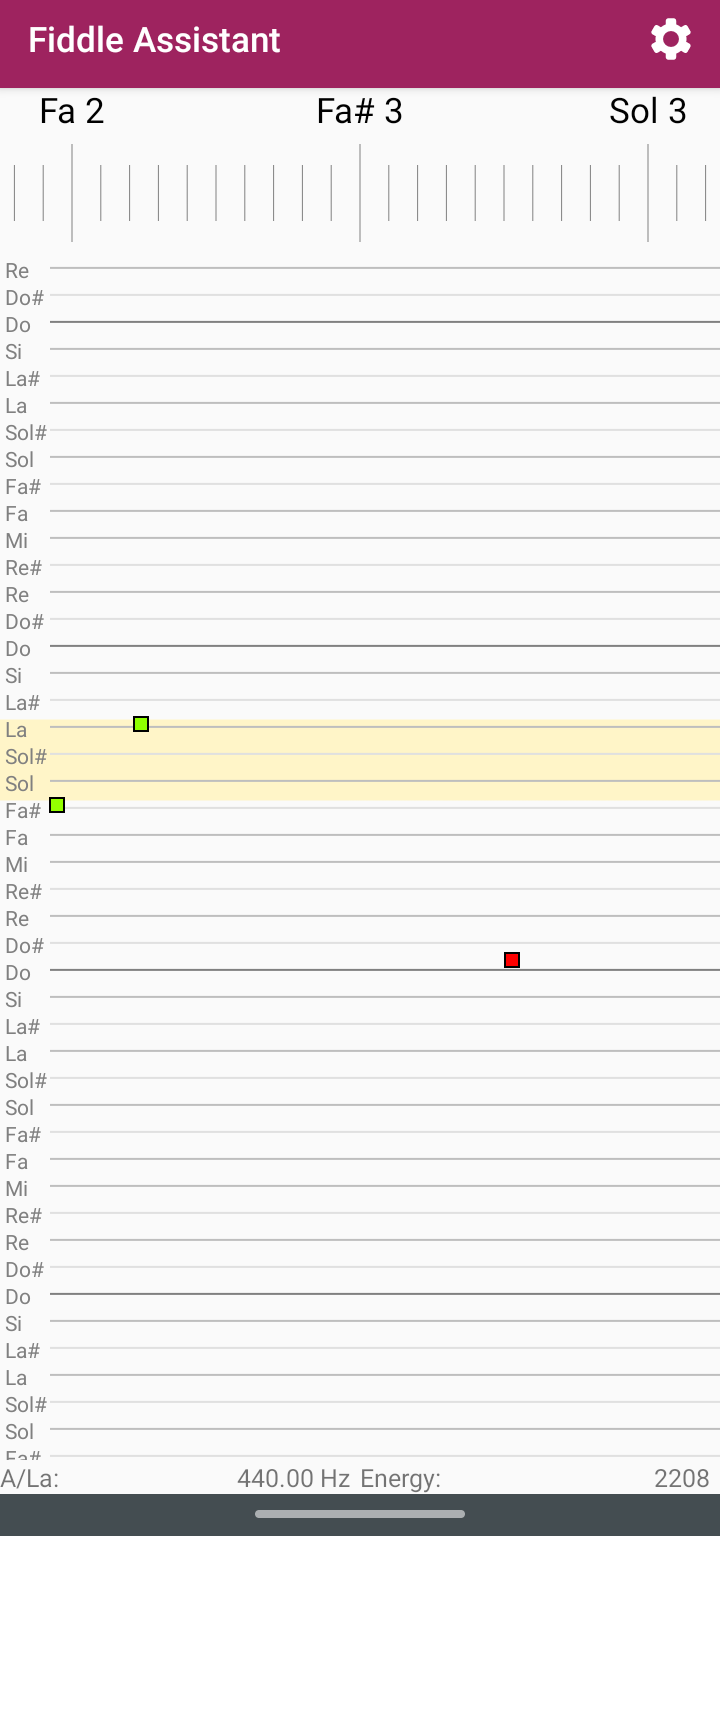 Fiddle Assistant
Fa 2 Fa# 3 Sol 3
Re
Do#
Do
Si
La#
La
Sol#
Sol
Fa#
Fa
Mi
Re#
Re
Do#
Do
Si
La#
La
Sol#
Sol
Fa#
Fa
Mi
Re#
Re
Do#
Do
Si
La#
La
Sol#
Sol
Fa#
Fa
Mi
Re#
Re
Do#
Do
Si
La#
La
Sol#
Sol
Fa#
A/La: 440.00 Hz Energy: 2208